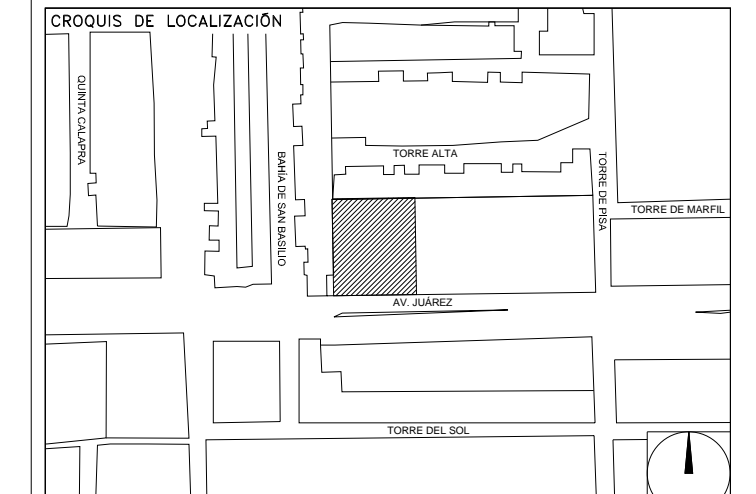 CROQUIS DE LOCALIZACIÓN
QUINTA CALAPRA
BAHÍA DE SAN BASILIO
TORRE ALTA
TORRE DE PISA
TORRE DE MARFIL
AV. JUÁREZ
TORRE DEL SOL